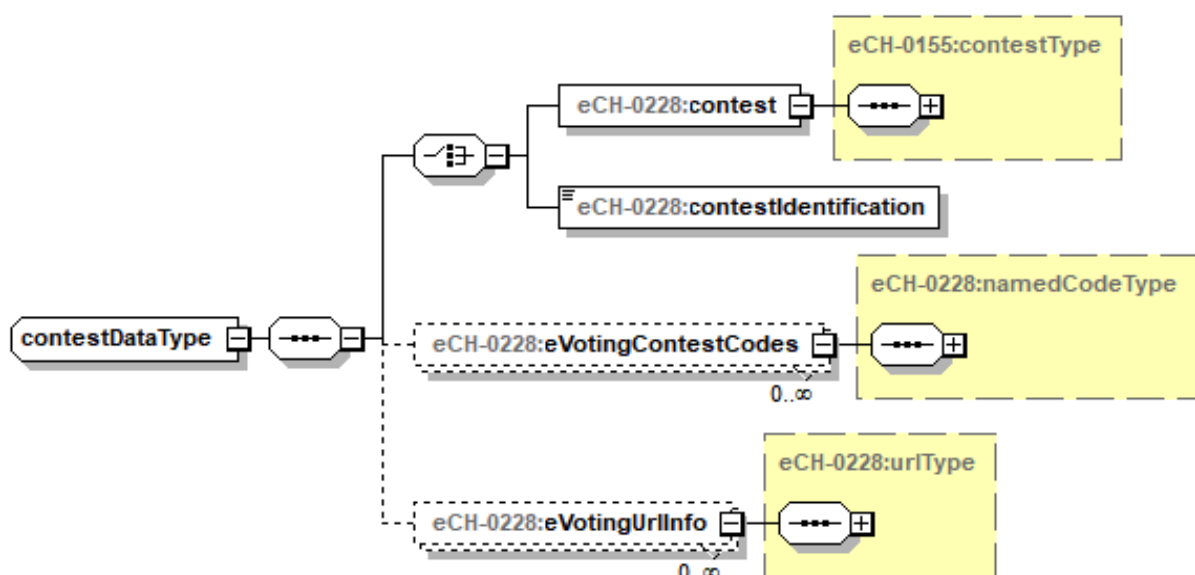 eCH-0155:contestType
eCH-0228:contest
eCH-0228:contestIdentification
eCH-0228:namedCodeType
contestDataType
eCH-0228:eVotingContestCodes
0..∞
eCH-0228:urlType
eCH-0228:eVotingUrlInfo
0..∞